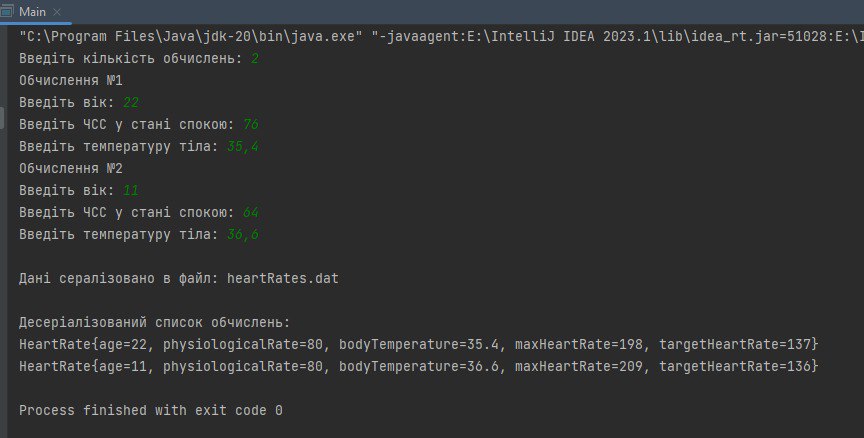 Main
"C:\Program Files\Java\jdk-20\bin\java.exe" "-javaagent:E:\IntelliJ IDEA 2023.1\lib\idea_rt.jar=51028:E:\I
Введіть кількість обчислень: 2
Обчислення №1
Введіть вік: 22
Введіть ЧСС у стані спокою: 76
Введіть температуру тіла: 35,4
Обчислення №2
Введіть вік: 11
Введіть ЧСС у стані спокою: 64
Введіть температуру тіла: 36,6
Дані сералізовано в файл: heartRates.dat
Десеріалізований список обчислень:
HeartRate{age=22, physiologicalRate=80, bodyTemperature=35.4, maxHeartRate=198, targetHeartRate=137}
HeartRate{age=11, physiologicalRate=80, bodyTemperature=36.6, maxHeartRate=209, targetHeartRate=136}
Process finished with exit code 0